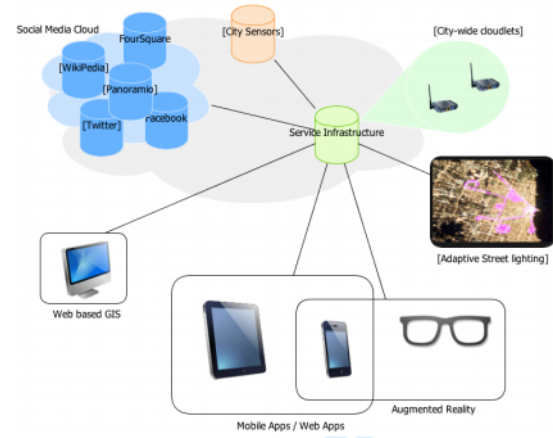 Social Media Cloud
FourSquare
[City Sensors]
[City-wide cloudlets]
[WikiPedia]
[Panoramio]
[Twitter]
Facebook
Service Infrastructure
[Adaptive Street lighting]
Web based GIS
Augmented Reality
Mobile Apps / Web Apps